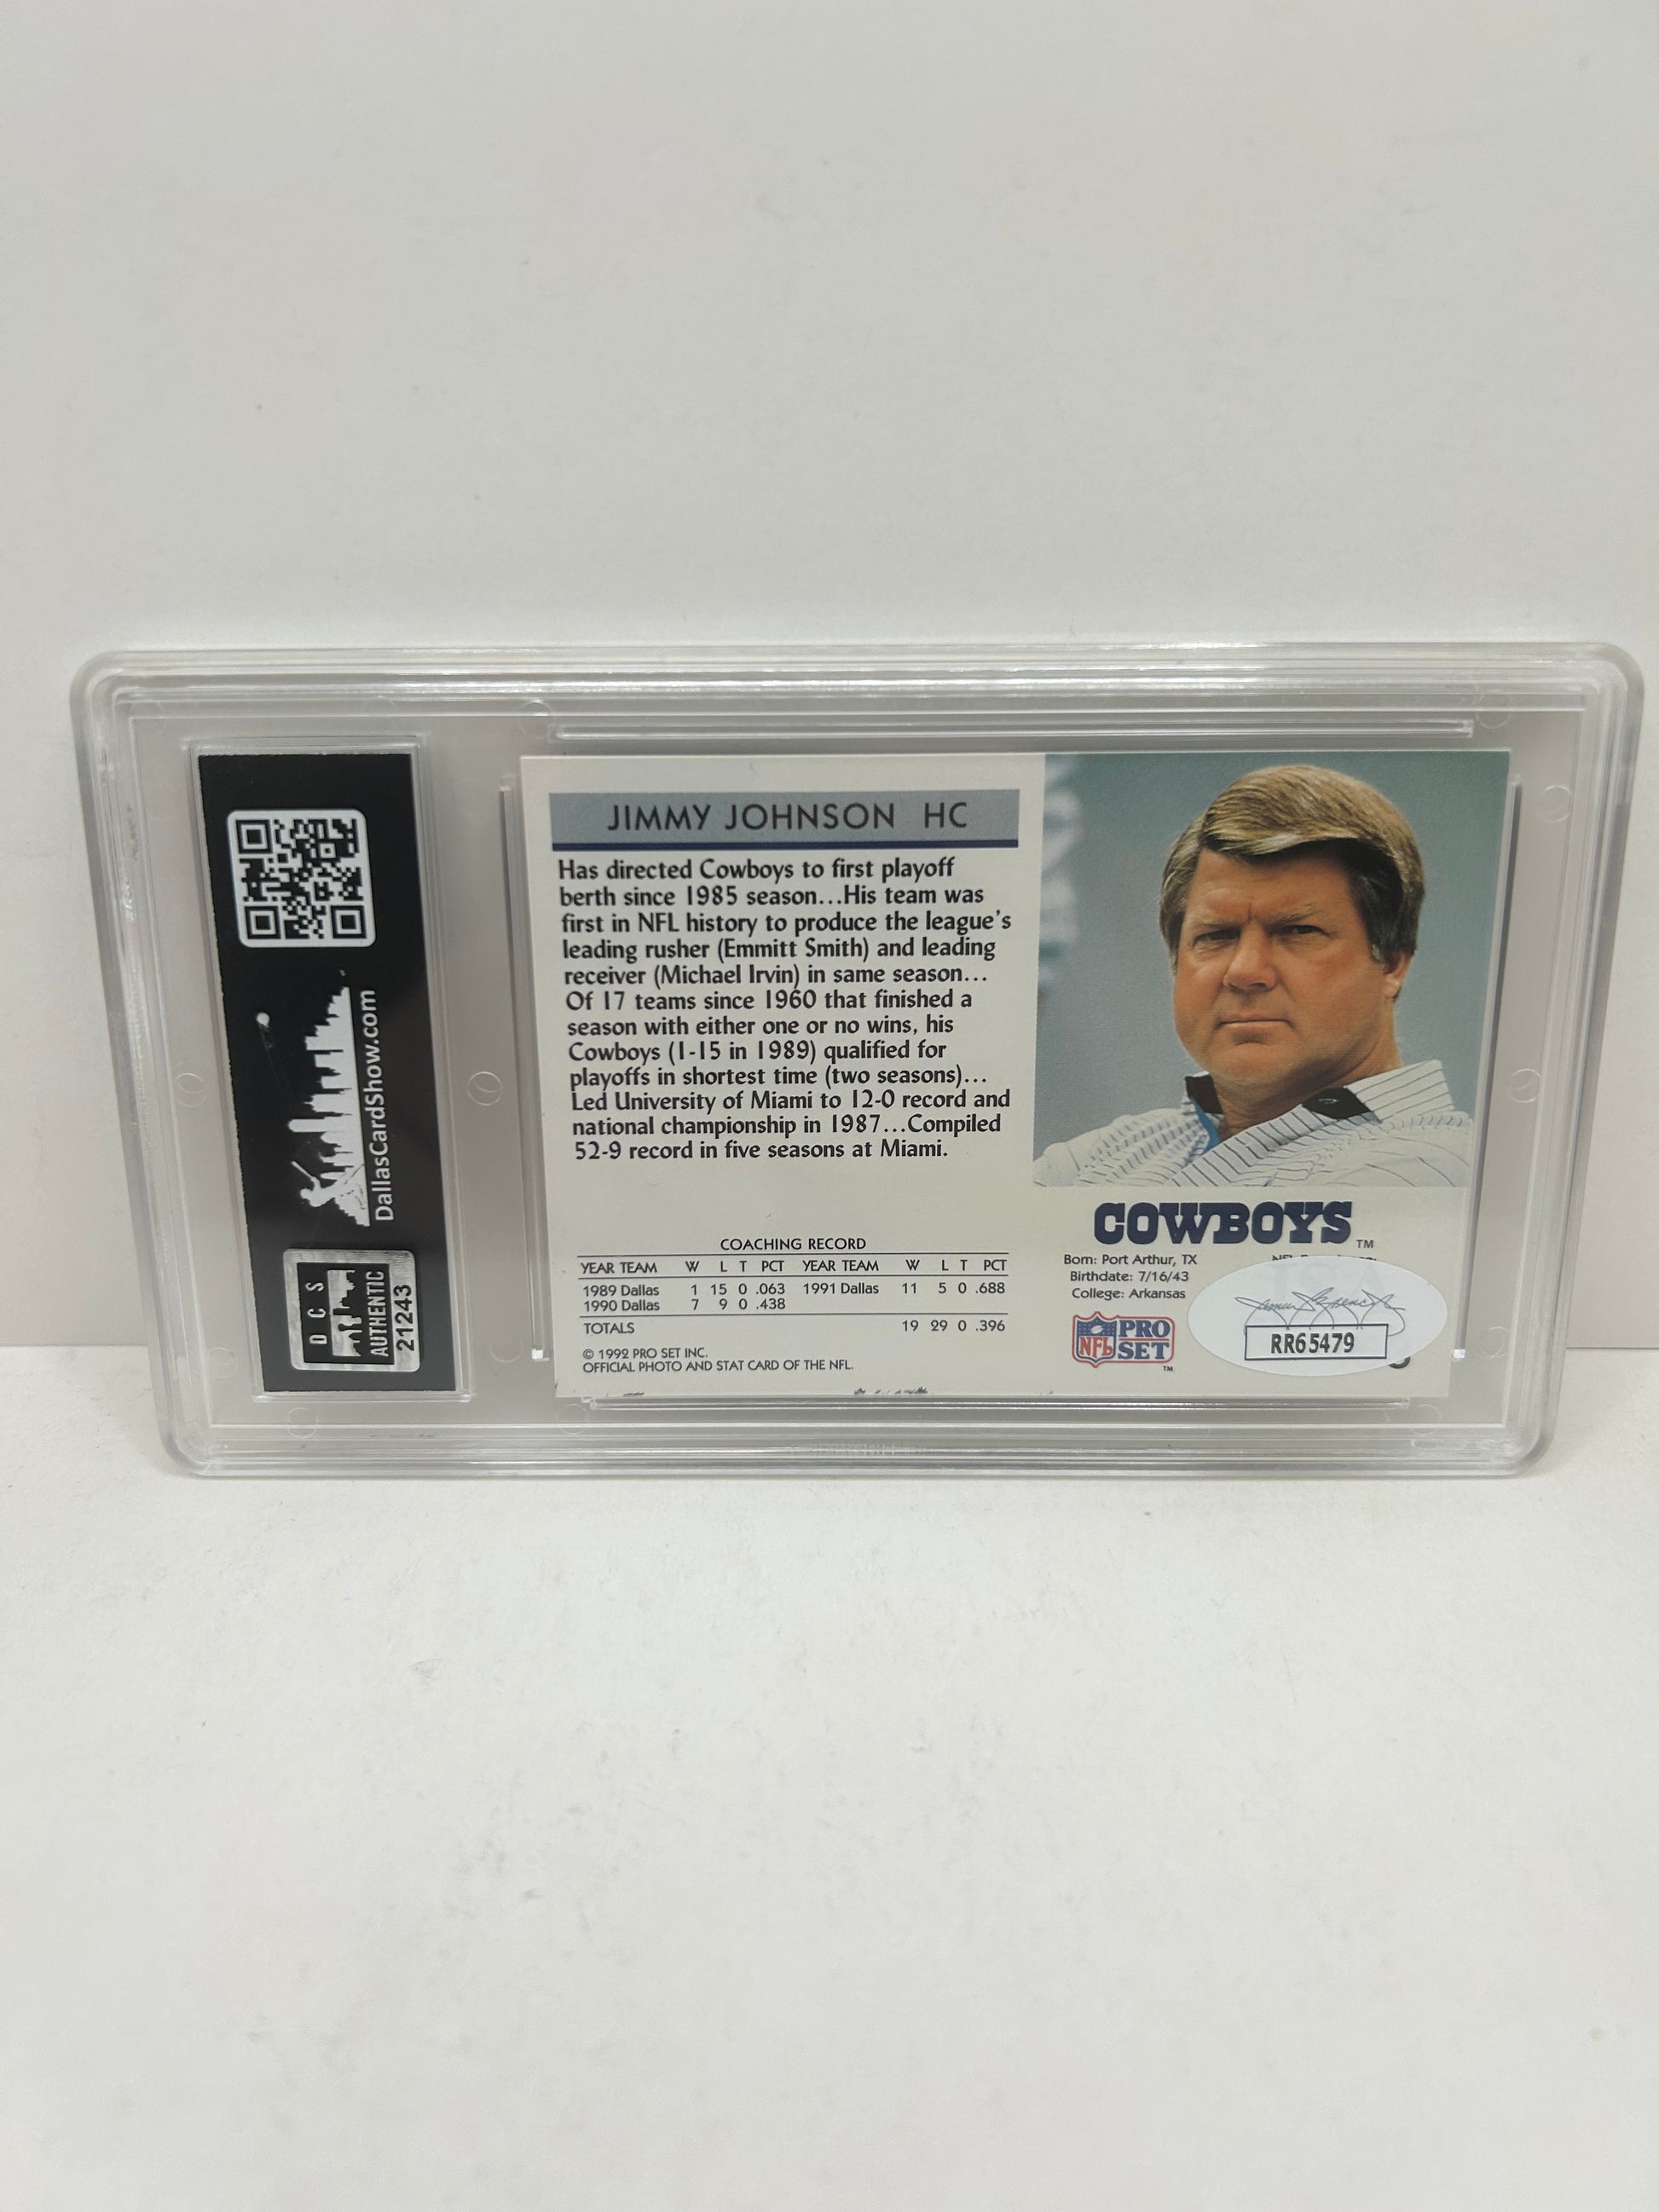 JIMMY JOHNSON HC
Has directed Cowboys to first playoff
berth since 1985 season...His team was
first in NFL history to produce the league's
leading rusher (Emmitt Smith) and leading
receiver (Michael Irvin) in same season...
Of 17 teams since 1960 that finished a
season with either one or no wins, his
Cowboys (1-15 in 1989) qualified for
playoffs in shortest time (two seasons)...
Led University of Miami to 12-0 record and
national championship in 1987...Compiled
52-9 record in five seasons at Miami.
COACHING RECORD
YEAR TEAM W L T PCT YEAR TEAM W L T PCT
1989 Dallas 1 15 0 .063 1991 Dallas 11 5 0 .688
1990 Dallas 7 9 0 .438
TOTALS 19 29 0 .396
© 1992 PRO SET INC.
OFFICIAL PHOTO AND STAT CARD OF THE NFL.
COWBOYS TM
Born: Port Arthur, TX
Birthdate: 7/16/43
College: Arkansas
NFL PRO SET TM
RR65479
DallasCardShow.com
DCS
AUTHENTIC
21243